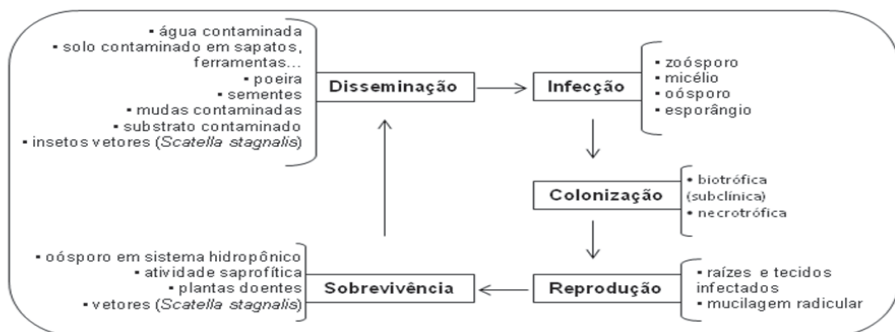 ▪ água contaminada
▪ solo contaminado em sapatos,
ferramentas...
▪ poeira
▪ sementes
▪ mudas contaminadas
▪ substrato contaminado
▪ insetos vetores (Scatella stagnalis)
Disseminação
Infecção
▪ zoósporo
▪ micélio
▪ oósporo
▪ esporângio
Colonização
▪ biotrófica
(subclínica)
▪ necrotrófica
Reprodução
▪ raízes e tecidos
infectados
▪ mucilagem radicular
Sobrevivência
▪ oósporo em sistema hidropônico
▪ atividade saprofítica
▪ plantas doentes
▪ vetores (Scatella stagnalis)